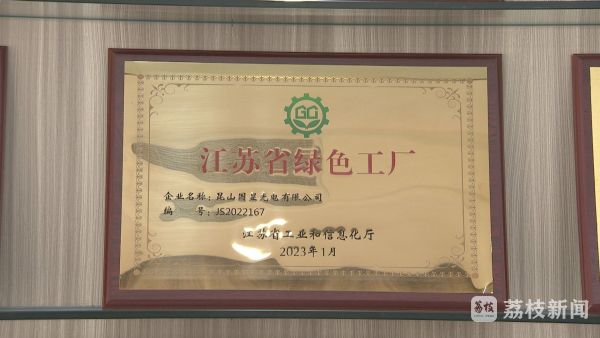 江苏省绿色工厂
企业名称：昆山国显光电有限公司
编　　号：JS2022167
江苏省工业和信息化厅
2023年1月
荔枝 荔枝新闻